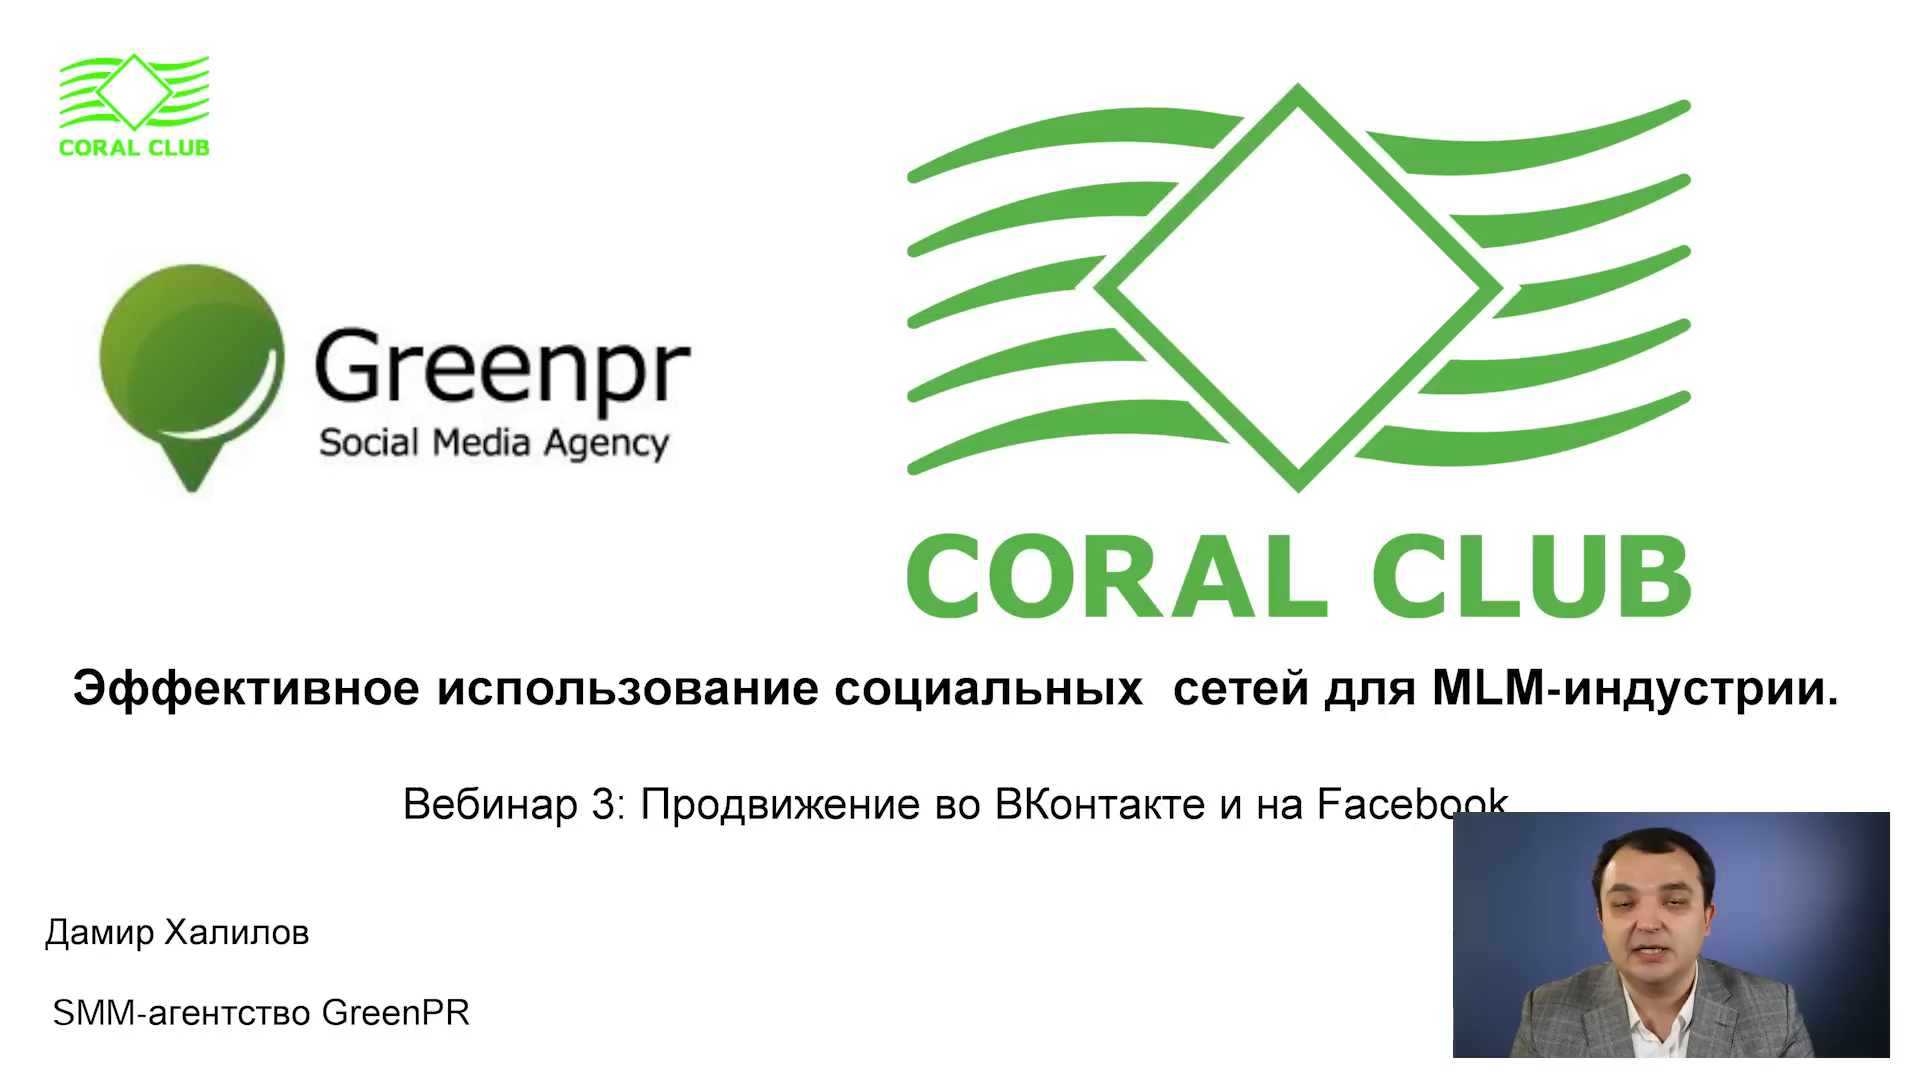 CORAL CLUB
Greenpr
Social Media Agency
CORAL CLUB
Эффективное использование социальных сетей для MLM-индустрии.
Вебинар 3: Продвижение во ВКонтакте и на Facebook
Дамир Халилов
SMM-агентство GreenPR